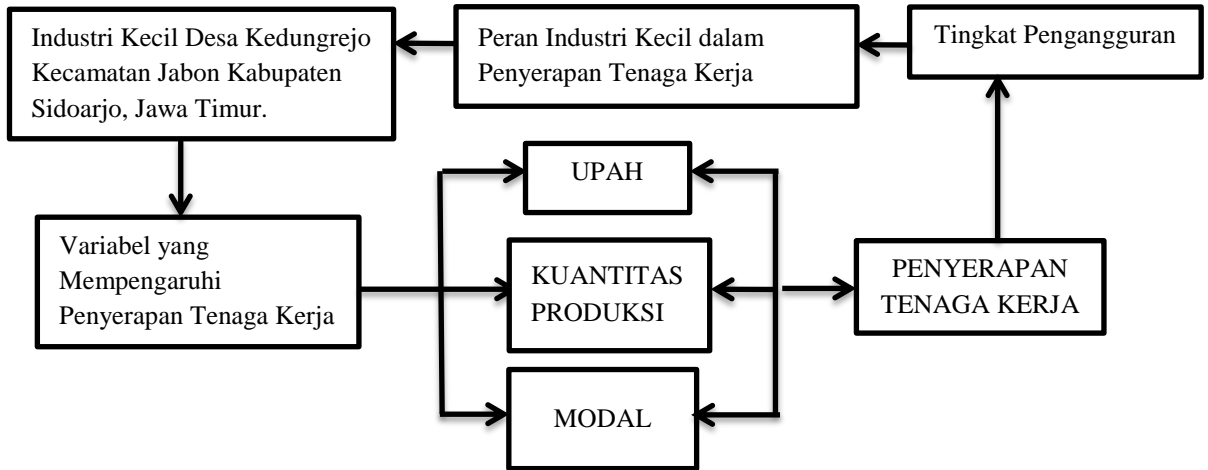 Industri Kecil Desa Kedungrejo
Kecamatan Jabon Kabupaten
Sidoarjo, Jawa Timur.
Peran Industri Kecil dalam
Penyerapan Tenaga Kerja
Tingkat Pengangguran
Variabel yang
Mempengaruhi
Penyerapan Tenaga Kerja
UPAH
KUANTITAS
PRODUKSI
MODAL
PENYERAPAN
TENAGA KERJA